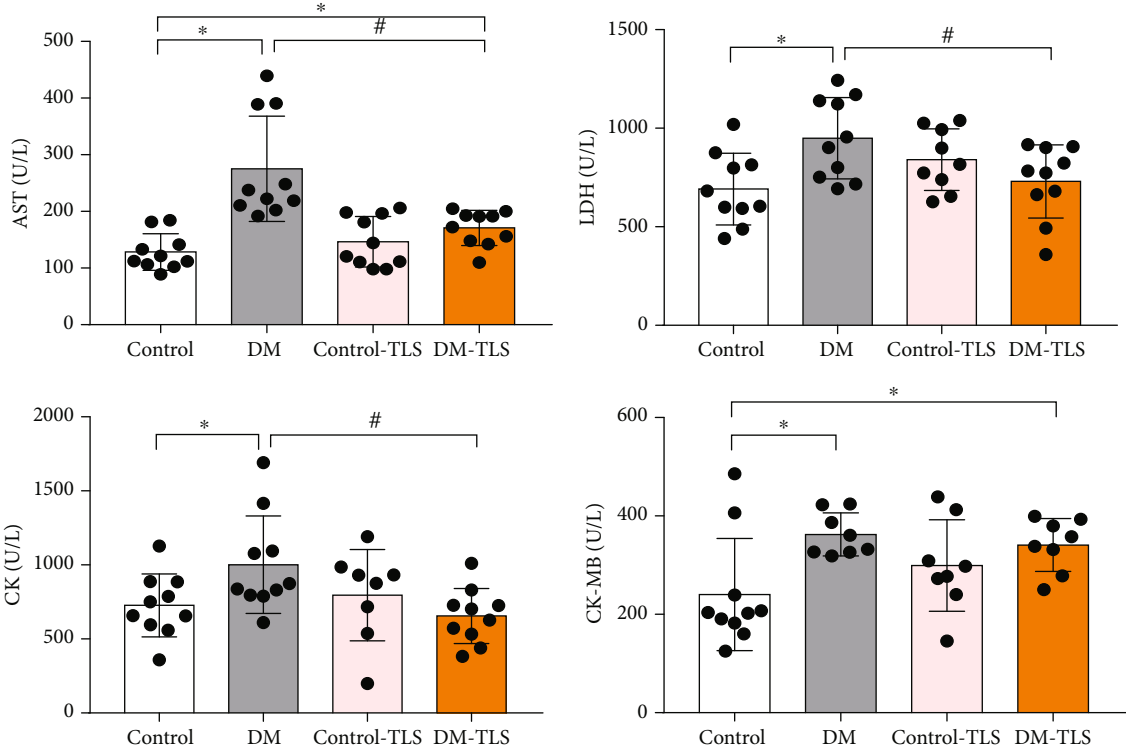 *
*
#
500
400
300
200
100
0
AST (U/L)
Control
DM
Control-TLS
DM-TLS
*
#
1500
1000
500
0
LDH (U/L)
Control
DM
Control-TLS
DM-TLS
*
#
2000
1500
1000
500
0
CK (U/L)
Control
DM
Control-TLS
DM-TLS
*
*
600
400
200
0
CK-MB (U/L)
Control
DM
Control-TLS
DM-TLS